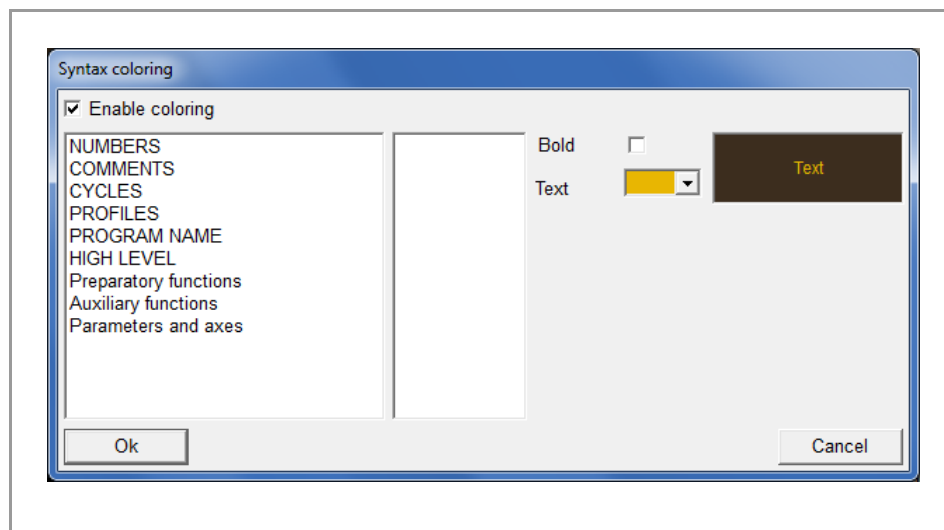 Syntax coloring
Enable coloring
NUMBERS
COMMENTS
CYCLES
PROFILES
PROGRAM NAME
HIGH LEVEL
Preparatory functions
Auxiliary functions
Parameters and axes
Bold
Text
Text
Ok
Cancel